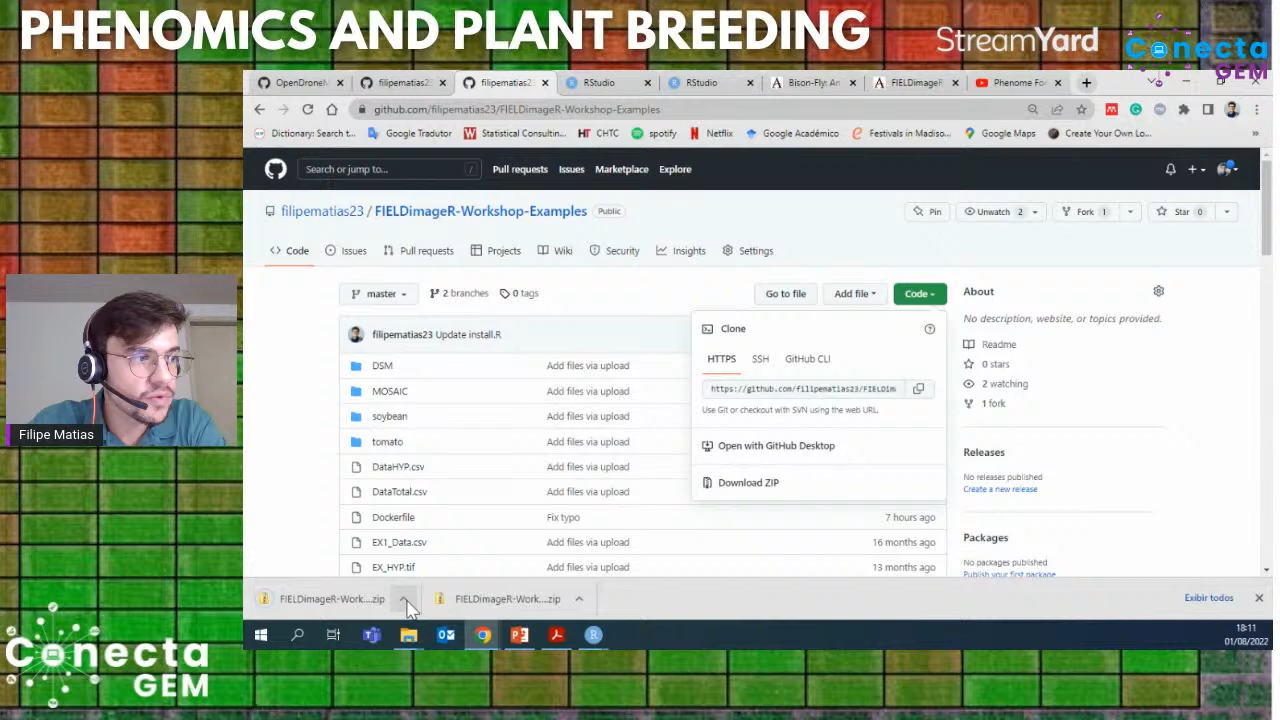 PHENOMICS AND PLANT BREEDING
StreamYard
Conecta
GEM
filipematias23:
filipematias23:
RStudio
RStudio
Bison-Fly: An
FIELDimageR
Phenome Fo
github.com/filipematias23/FIELDimageR-Workshop-Examples
Dictionary: Search t...
Google Tradutor
Statistical Consultin...
CHTC
spotify
Netflix
Google Acadêmico
Festivals in Madiso...
Google Maps
Create Your Own Lo...
Search or jump to...
/
Pull requests
Issues
Marketplace
Explore
filipematias23 / FIELDimageR-Workshop-Examples
Public
Pin
Unwatch 2
Fork 1
Star 0
Code
Issues
Pull requests
Projects
Wiki
Security
Insights
Settings
master
2 branches
0 tags
Go to file
Add file
Code
filipematias23 Update install.R
DSM
Add files via upload
MOSAIC
Add files via upload
soybean
Add files via upload
tomato
Add files via upload
DataHYP.csv
Add files via upload
DataTotal.csv
Add files via upload
Dockerfile
Fix typo
7 hours ago
EX1_Data.csv
Add files via upload
16 months ago
EX_HYP.tif
Add files via upload
13 months ago
Clone
HTTPS
SSH
GitHub CLI
https://github.com/filipematias23/FIELDim
Use Git or checkout with SVN using the web URL.
Open with GitHub Desktop
Download ZIP
About
No description, website, or topics provided.
Readme
0 stars
2 watching
1 fork
Releases
No releases published
Create a new release
Packages
No packages published
Publish your first package
Filipe Matias
FIELDimageR-Work....zip
FIELDimageR-Work....zip
Exibir todos
18:11
01/08/2022
Conecta
GEM